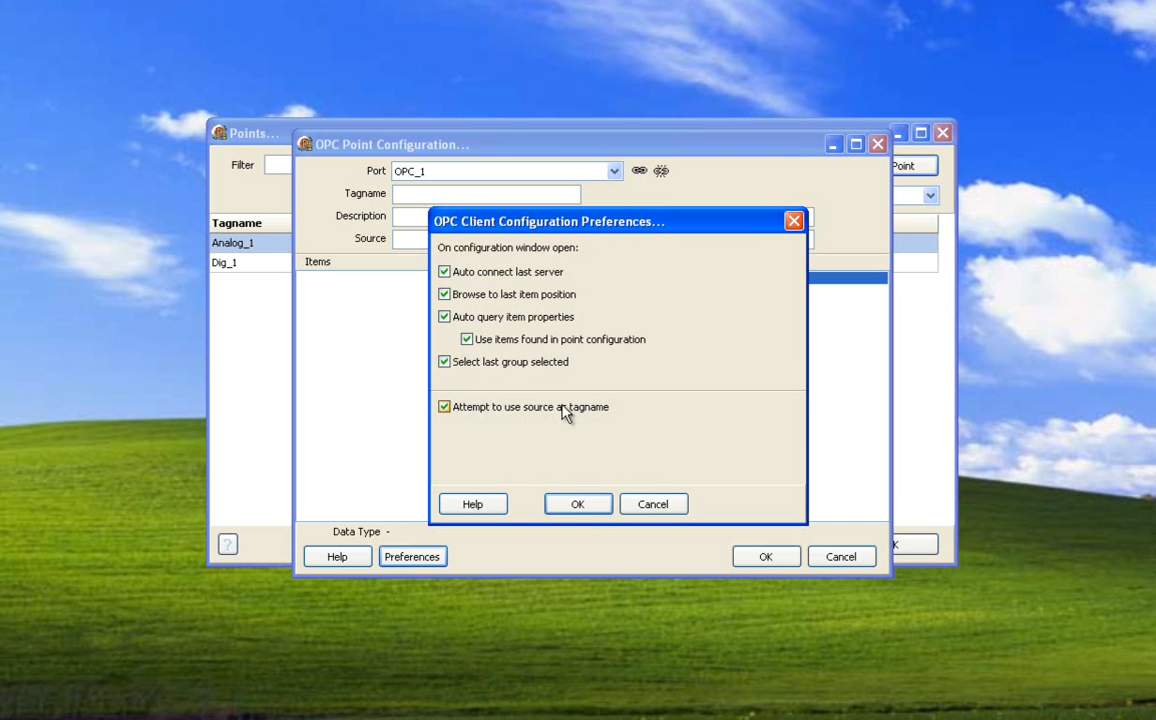 Points...
OPC Point Configuration...
Filter
Point
Port OPC_1
Tagname
Description
Source
Tagname
Analog_1
Dig_1
Items
OPC Client Configuration Preferences...
On configuration window open:
Auto connect last server
Browse to last item position
Auto query item properties
Use items found in point configuration
Select last group selected
Attempt to use source as tagname
Help OK Cancel
Data Type -
?
Help Preferences OK Cancel
K